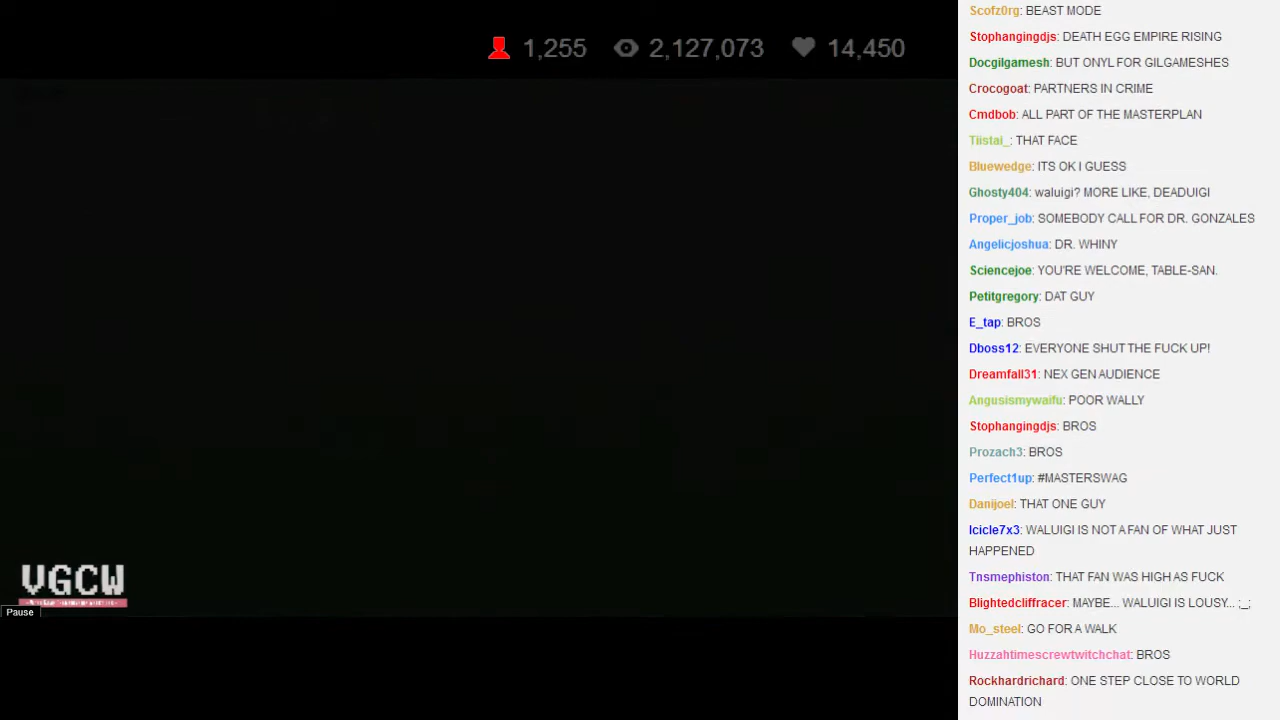 1,255 2,127,073 14,450
Scofz0rg: BEAST MODE
Stophangingdjs: DEATH EGG EMPIRE RISING
Docgilgamesh: BUT ONYL FOR GILGAMESHES
Crocogoat: PARTNERS IN CRIME
Cmdbob: ALL PART OF THE MASTERPLAN
Tiistai_: THAT FACE
Bluewedge: ITS OK I GUESS
Ghosty404: waluigi? MORE LIKE, DEADUIGI
Proper_job: SOMEBODY CALL FOR DR. GONZALES
Angelicjoshua: DR. WHINY
Sciencejoe: YOU'RE WELCOME, TABLE-SAN.
Petitgregory: DAT GUY
E_tap: BROS
Dboss12: EVERYONE SHUT THE FUCK UP!
Dreamfall31: NEX GEN AUDIENCE
Angusismywaifu: POOR WALLY
Stophangingdjs: BROS
Prozach3: BROS
Perfect1up: #MASTERSWAG
Danijoel: THAT ONE GUY
Icicle7x3: WALUIGI IS NOT A FAN OF WHAT JUST
HAPPENED
Tnsmephiston: THAT FAN WAS HIGH AS FUCK
Blightedcliffracer: MAYBE... WALUIGI IS LOUSY... ;_;
Mo_steel: GO FOR A WALK
Huzzahtimescrewtwitchchat: BROS
Rockhardrichard: ONE STEP CLOSE TO WORLD
DOMINATION
VGCW
Pause